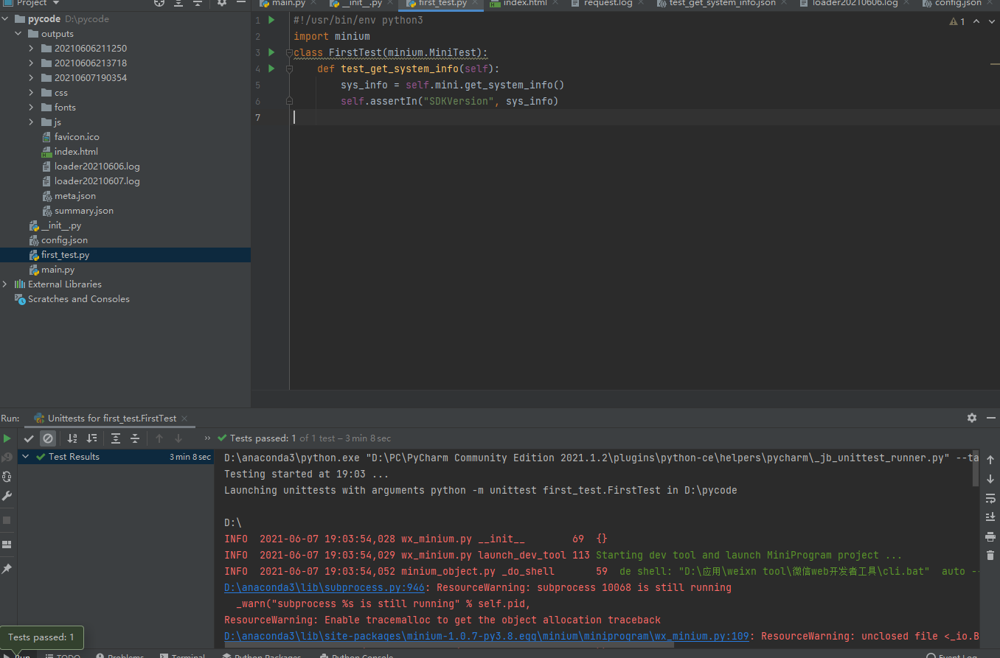 Project
main.py
__init__.py
first_test.py
index.html
request.log
test_get_system_info.json
loader20210606.log
config.json
pycode D:\pycode
outputs
20210606211250
20210606213718
20210607190354
css
fonts
js
favicon.ico
index.html
loader20210606.log
loader20210607.log
meta.json
summary.json
__init__.py
config.json
first_test.py
main.py
External Libraries
Scratches and Consoles
1 #!/usr/bin/env python3
2 import minium
3 class FirstTest(minium.MiniTest):
4 def test_get_system_info(self):
5 sys_info = self.mini.get_system_info()
6 self.assertIn("SDKVersion", sys_info)
7
1
Run: Unittests for first_test.FirstTest
Tests passed: 1 of 1 test – 3 min 8 sec
Test Results 3 min 8 sec
D:\anaconda3\python.exe "D:\PC\PyCharm Community Edition 2021.1.2\plugins\python-ce\helpers\pycharm\_jb_unittest_runner.py" --ta
Testing started at 19:03 ...
Launching unittests with arguments python -m unittest first_test.FirstTest in D:\pycode
D:\
INFO 2021-06-07 19:03:54,028 wx_minium.py __init__ 69 {}
INFO 2021-06-07 19:03:54,029 wx_minium.py launch_dev_tool 113 Starting dev tool and launch MiniProgram project ...
INFO 2021-06-07 19:03:54,052 minium_object.py _do_shell 59 de shell: "D:\应用\weixn tool\微信web开发者工具\cli.bat" auto --
D:\anaconda3\lib\subprocess.py:946: ResourceWarning: subprocess 10068 is still running
_warn("subprocess %s is still running" % self.pid,
ResourceWarning: Enable tracemalloc to get the object allocation traceback
D:\anaconda3\lib\site-packages\minium-1.0.7-py3.8.egg\minium\miniprogram\wx_minium.py:109: ResourceWarning: unclosed file <_io.B
Tests passed: 1
Run
TODO
Problems
Terminal
Python Packages
Python Console
Event Log